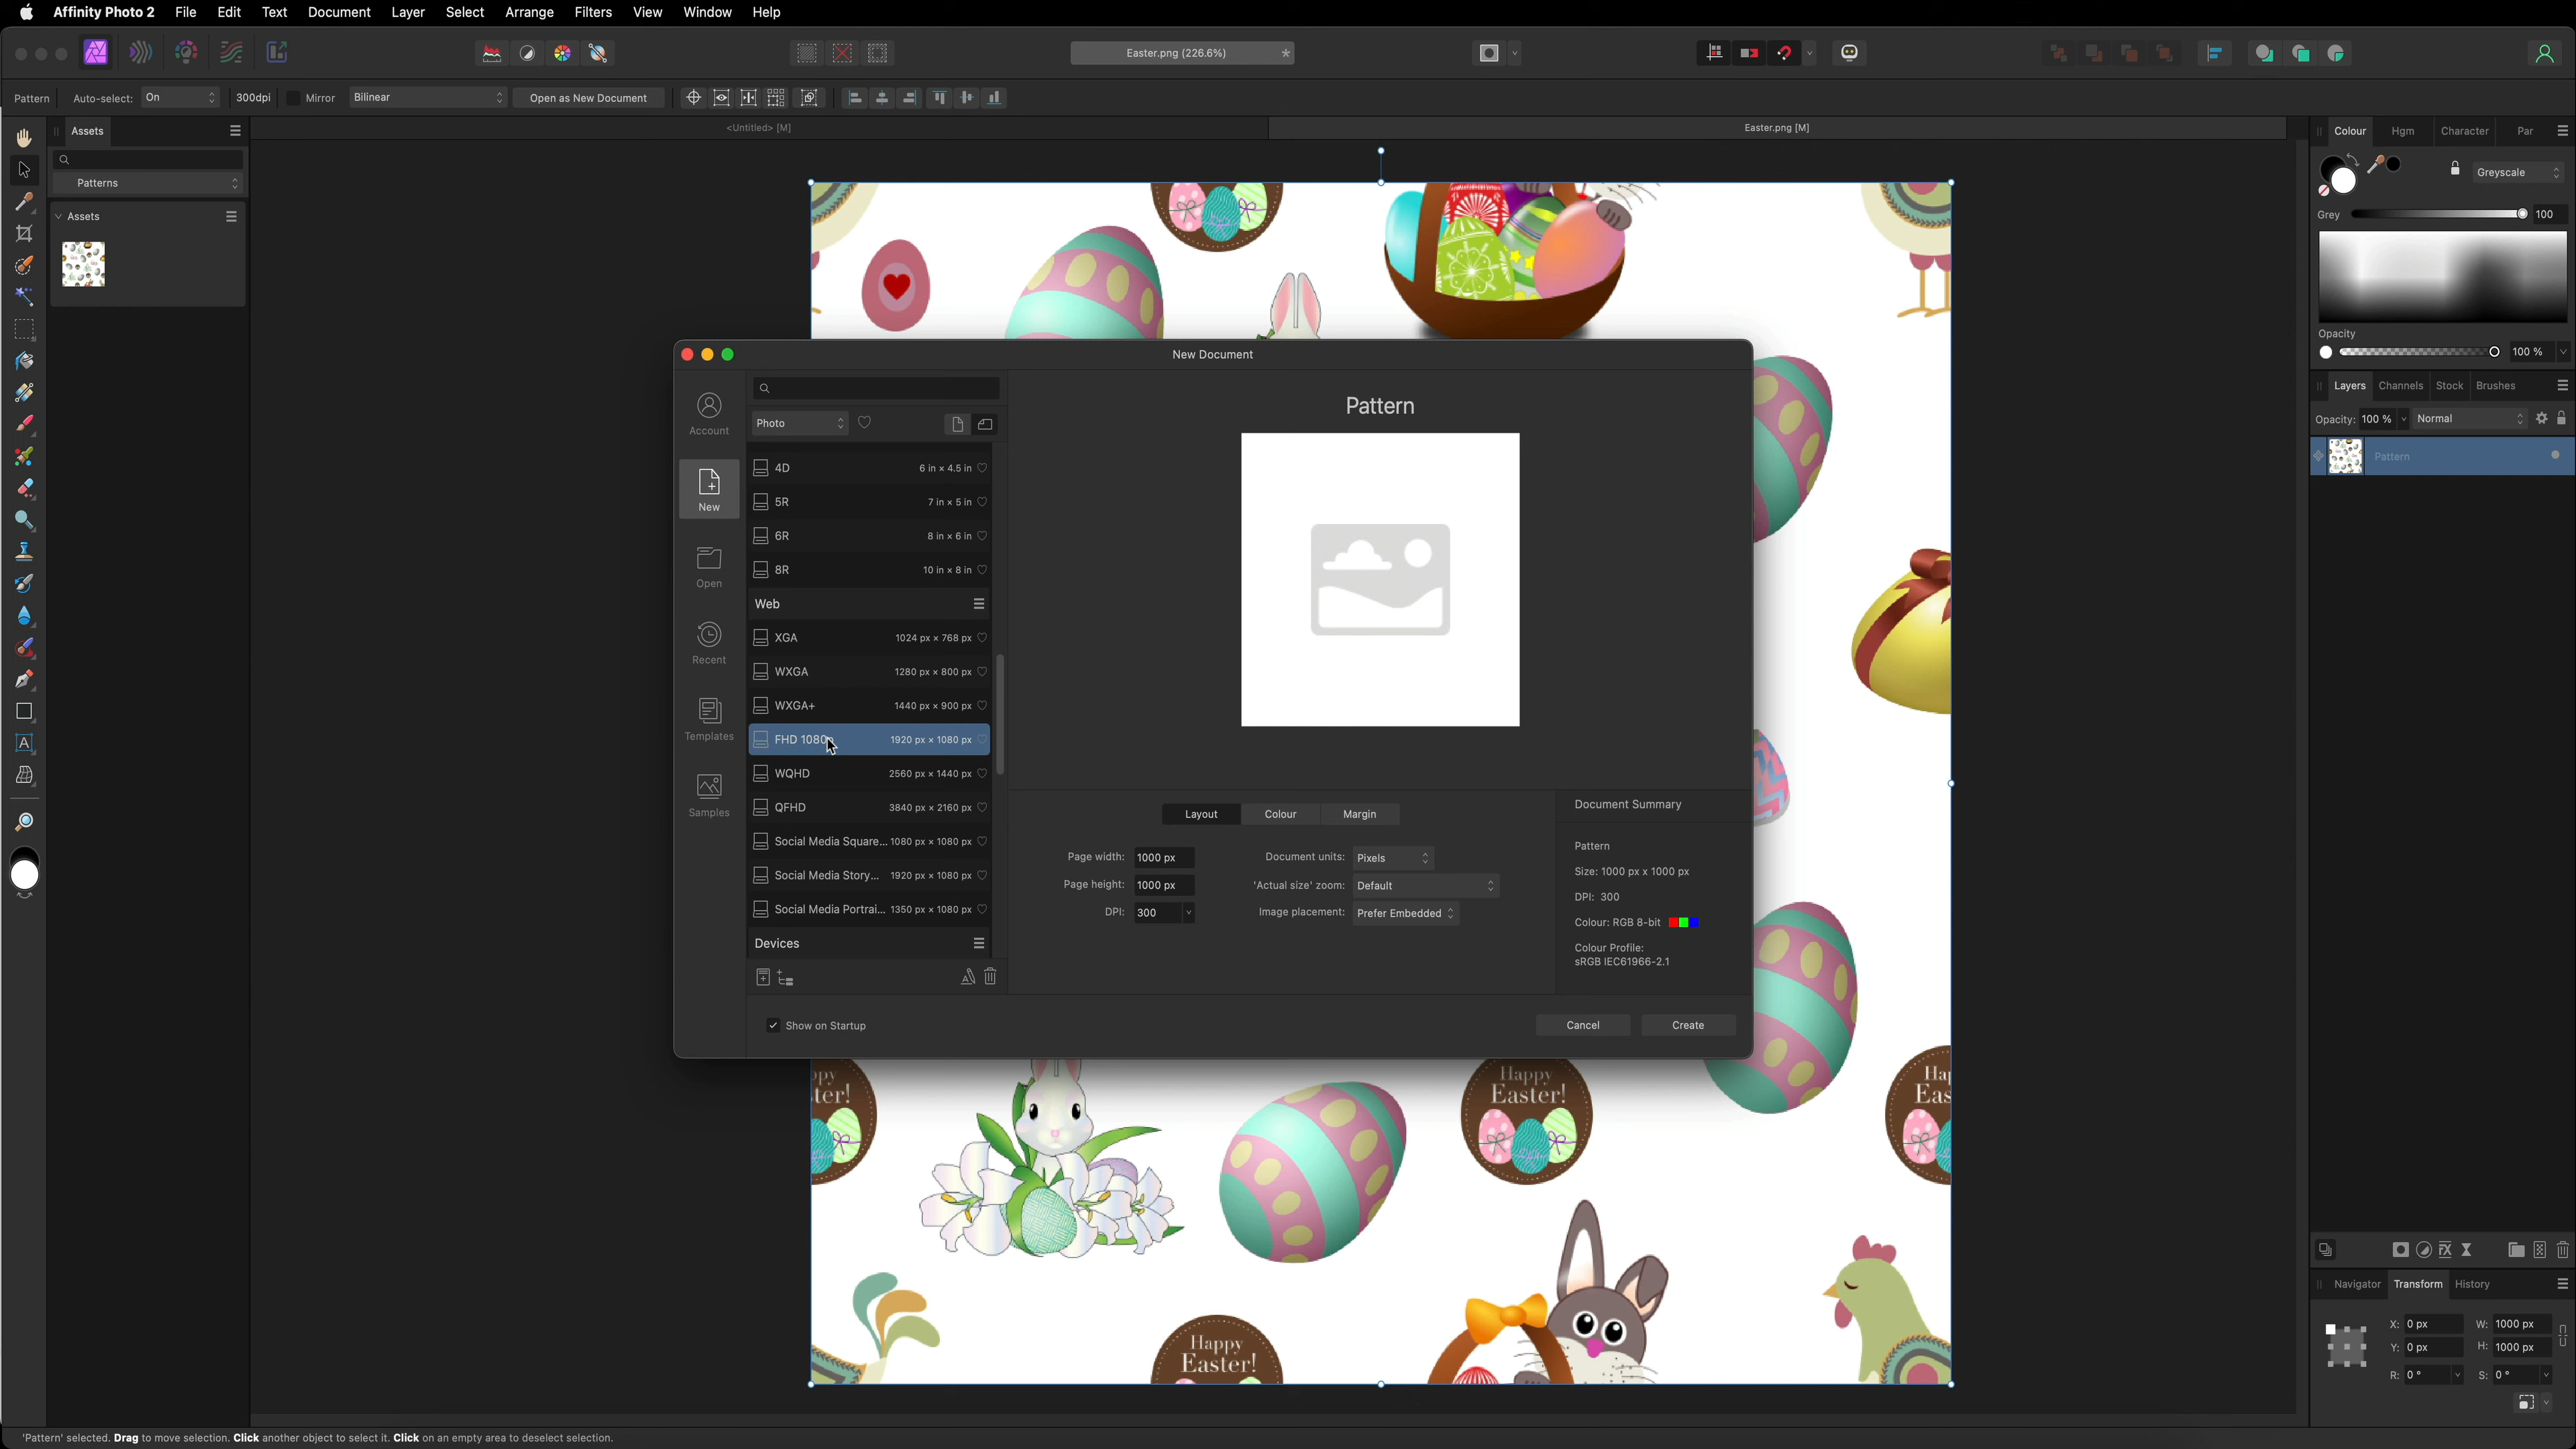 Affinity Photo 2 File Edit Text Document Layer Select Arrange Filters View Window Help
Easter.png (226.6%)
Pattern Auto-select: On 300dpi Mirror Bilinear Open as New Document
Assets
<Untitled> [M]
Easter.png [M]
Patterns
Assets
Colour Hgm Character Par
Greyscale
Grey 100
Opacity
100 %
Layers Channels Stock Brushes
Opacity: 100 % Normal
Pattern
New Document
Account
New
Open
Recent
Templates
Samples
Photo
4D 6 in × 4.5 in
5R 7 in × 5 in
6R 8 in × 6 in
8R 10 in × 8 in
Web
XGA 1024 px × 768 px
WXGA 1280 px × 800 px
WXGA+ 1440 px × 900 px
FHD 1080p 1920 px × 1080 px
WQHD 2560 px × 1440 px
QFHD 3840 px × 2160 px
Social Media Square... 1080 px × 1080 px
Social Media Story... 1920 px × 1080 px
Social Media Portrai... 1350 px × 1080 px
Devices
Pattern
Layout Colour Margin
Page width: 1000 px
Page height: 1000 px
DPI: 300
Document units: Pixels
'Actual size' zoom: Default
Image placement: Prefer Embedded
Document Summary
Pattern
Size: 1000 px x 1000 px
DPI: 300
Colour: RGB 8-bit
Colour Profile:
sRGB IEC61966-2.1
Show on Startup
Cancel Create
ppy
ter!
Happy
Easter!
Hap
Eas
Happy
Easter!
Navigator Transform History
X: 0 px W: 1000 px
Y: 0 px H: 1000 px
R: 0 ° S: 0 °
'Pattern' selected. Drag to move selection. Click another object to select it. Click on an empty area to deselect selection.